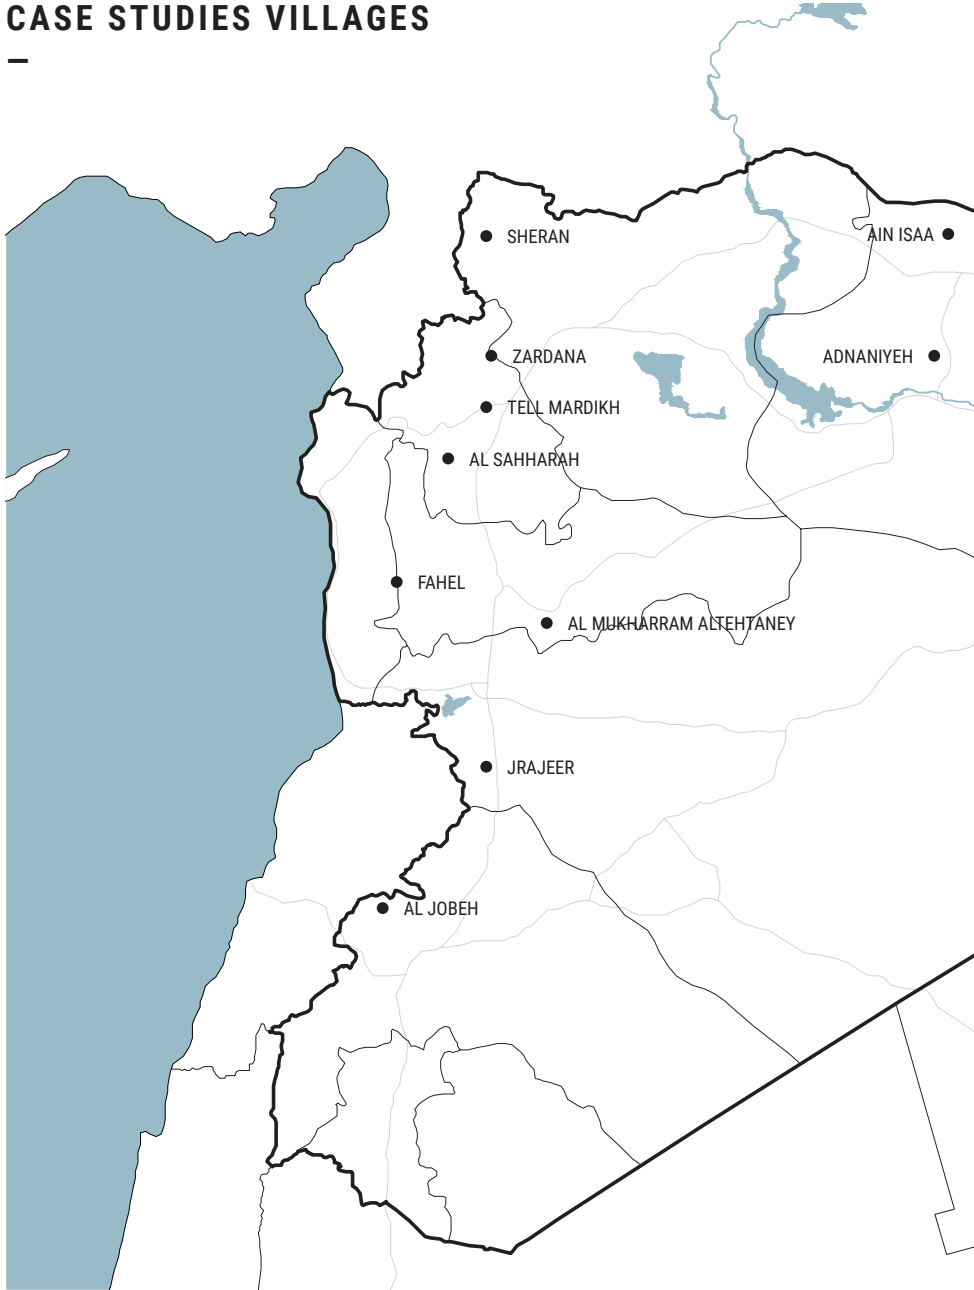 CASE STUDIES VILLAGES
–
SHERAN
AIN ISAA
ZARDANA
ADNANIYEH
TELL MARDIKH
AL SAHHARAH
FAHEL
AL MUKHARRAM ALTEHTANEY
JRAJEER
AL JOBEH